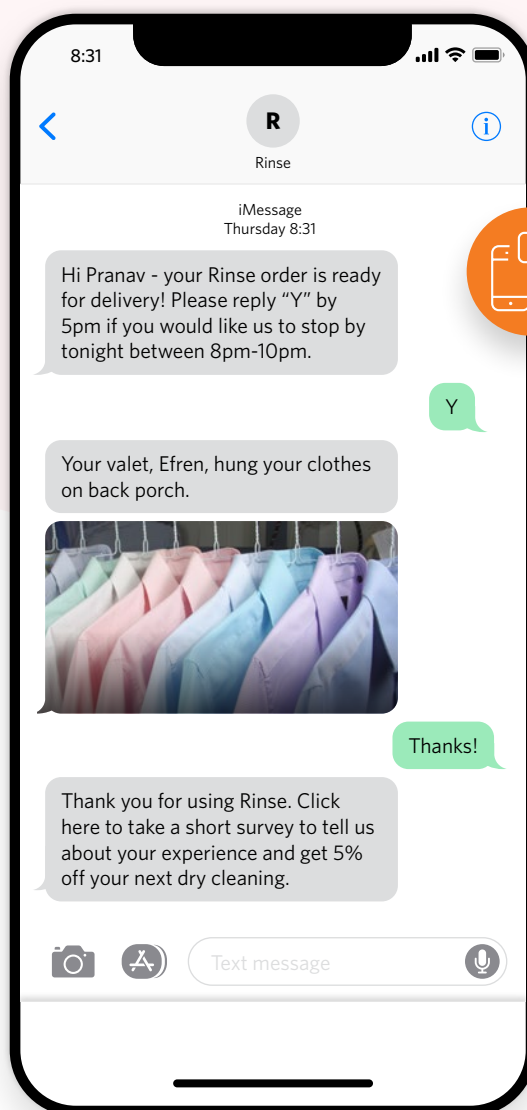 8:31
R
Rinse
iMessage
Thursday 8:31
Hi Pranav - your Rinse order is ready
for delivery! Please reply “Y” by
5pm if you would like us to stop by
tonight between 8pm-10pm.
Y
Your valet, Efren, hung your clothes
on back porch.
Thanks!
Thank you for using Rinse. Click
here to take a short survey to tell us
about your experience and get 5%
off your next dry cleaning.
Text message